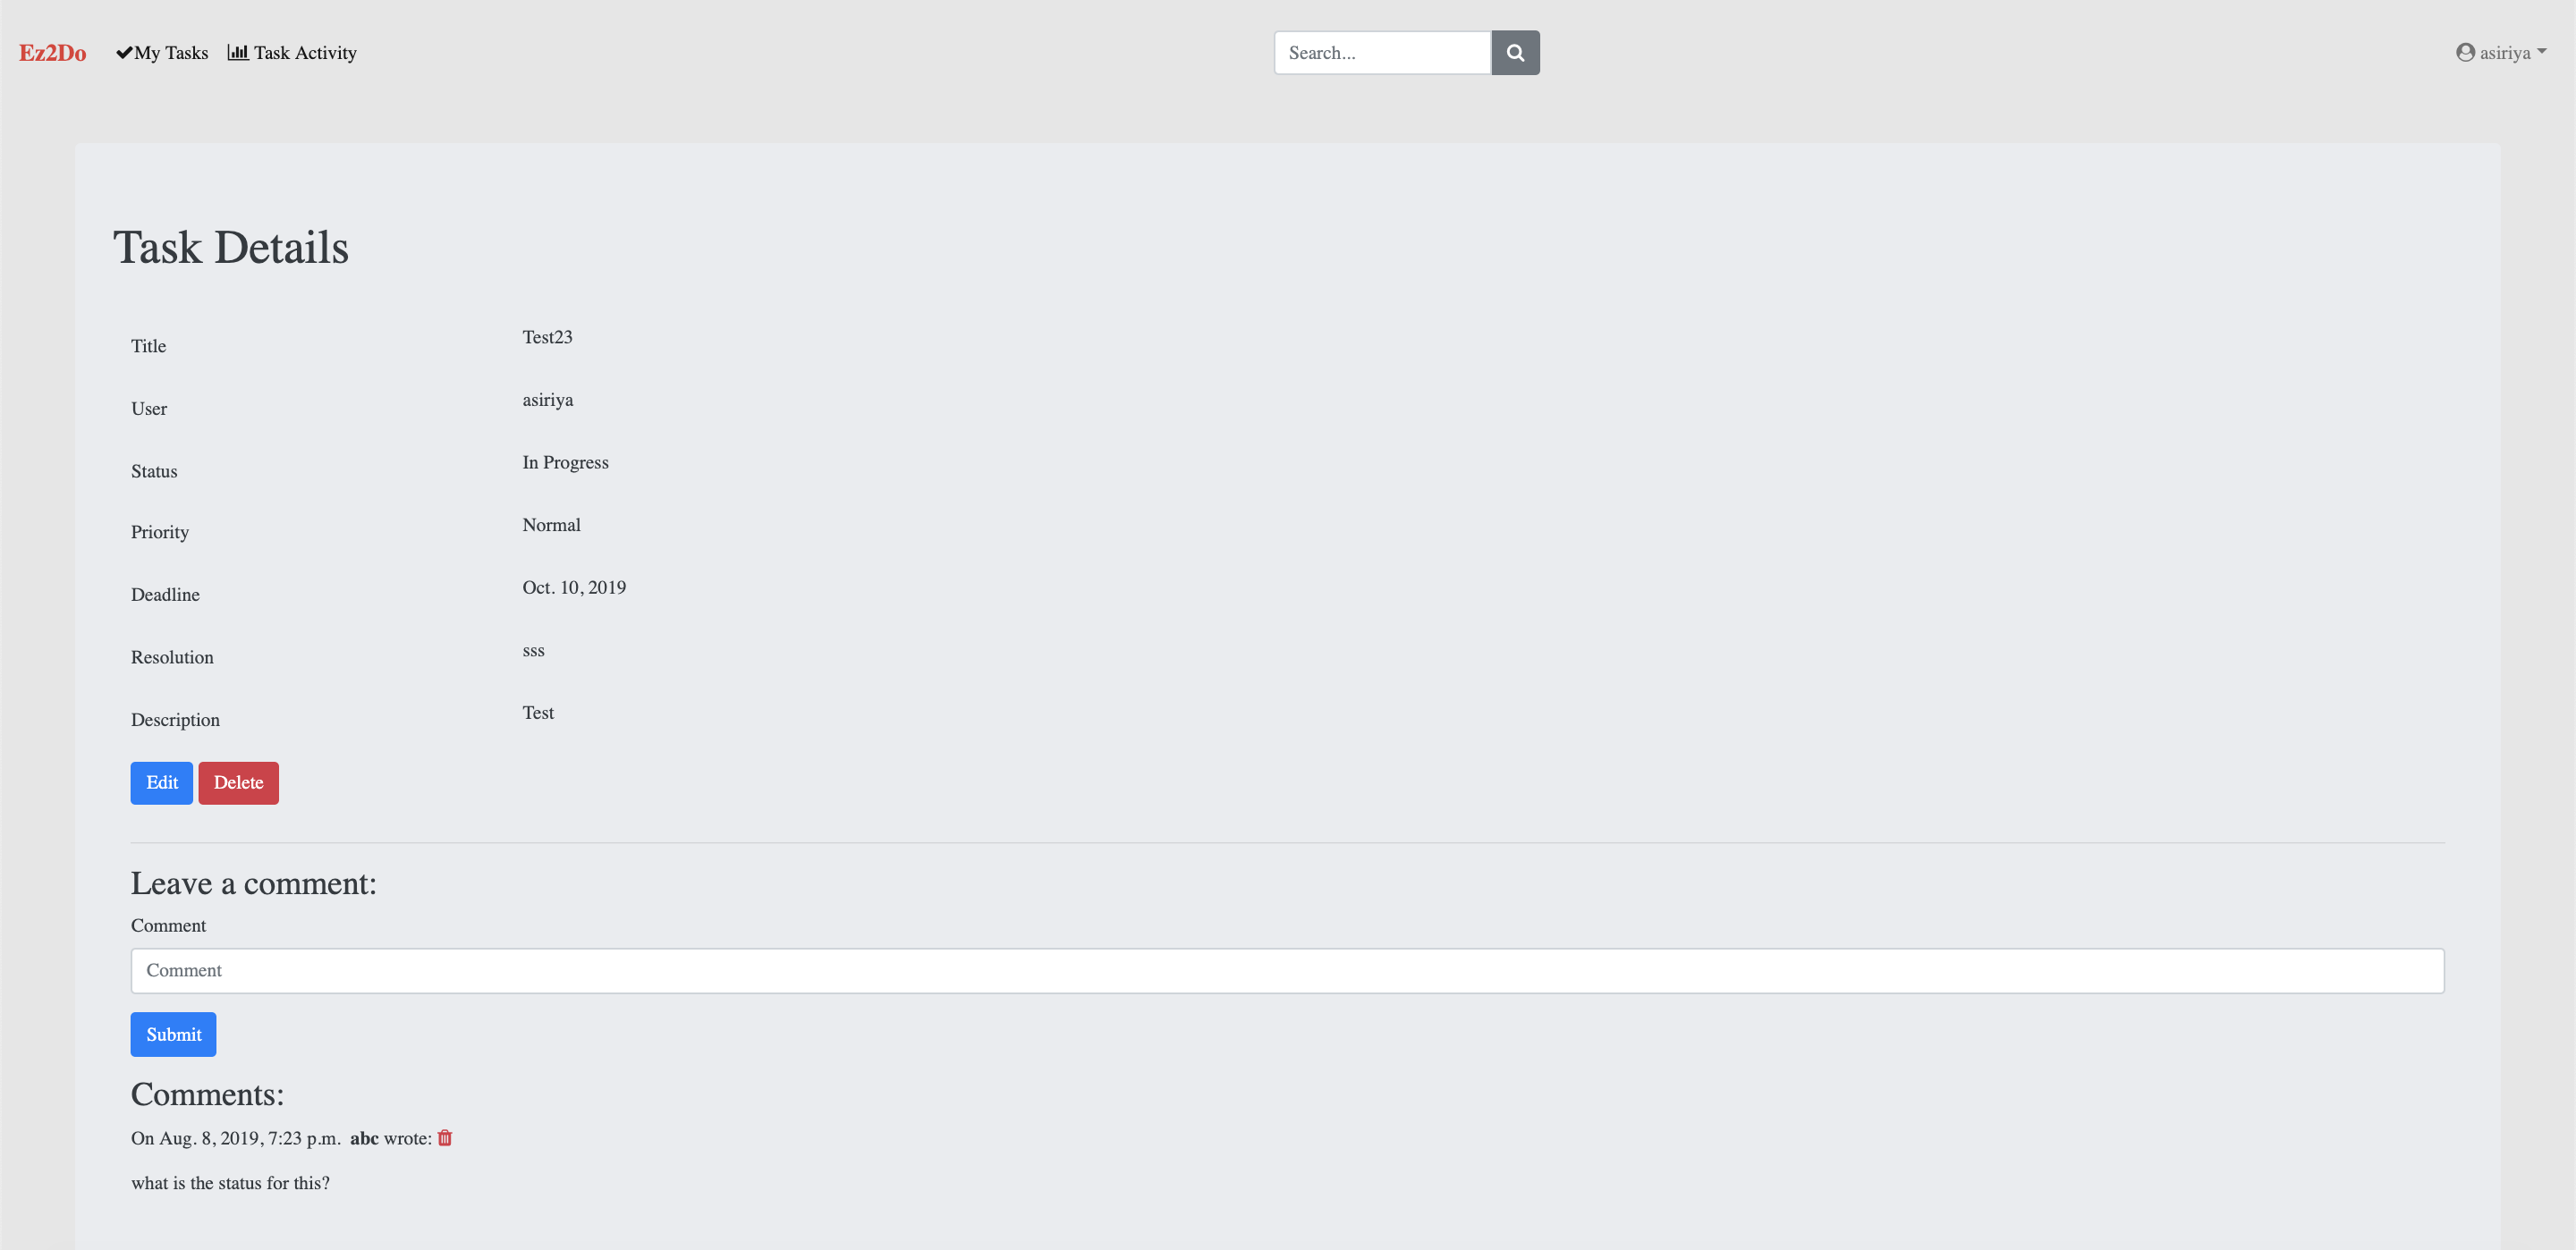 Ez2Do My Tasks Task Activity Search... asiriya
Task Details
Title Test23
User asiriya
Status In Progress
Priority Normal
Deadline Oct. 10, 2019
Resolution sss
Description Test
Edit Delete
Leave a comment:
Comment
Comment
Submit
Comments:
On Aug. 8, 2019, 7:23 p.m. abc wrote:
what is the status for this?